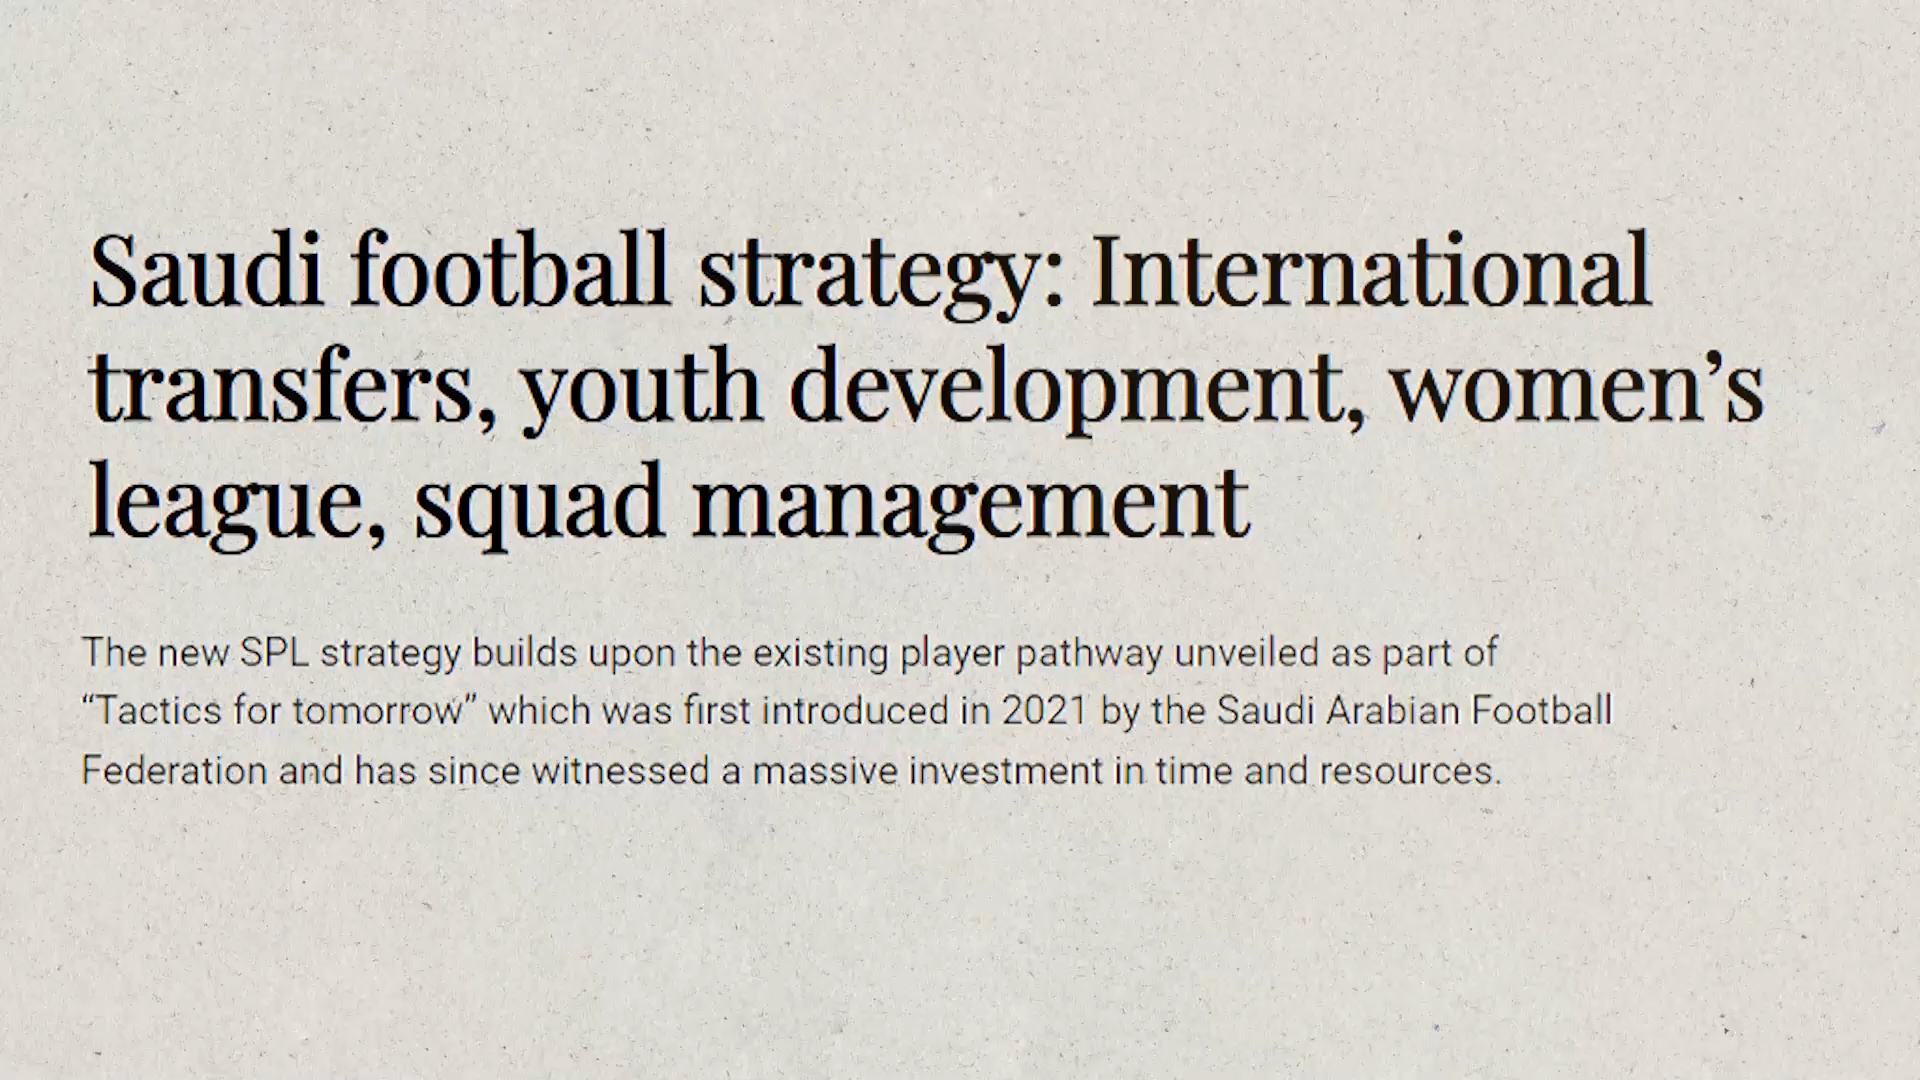 Saudi football strategy: International
transfers, youth development, women’s
league, squad management
The new SPL strategy builds upon the existing player pathway unveiled as part of
“Tactics for tomorrow” which was first introduced in 2021 by the Saudi Arabian Football
Federation and has since witnessed a massive investment in time and resources.